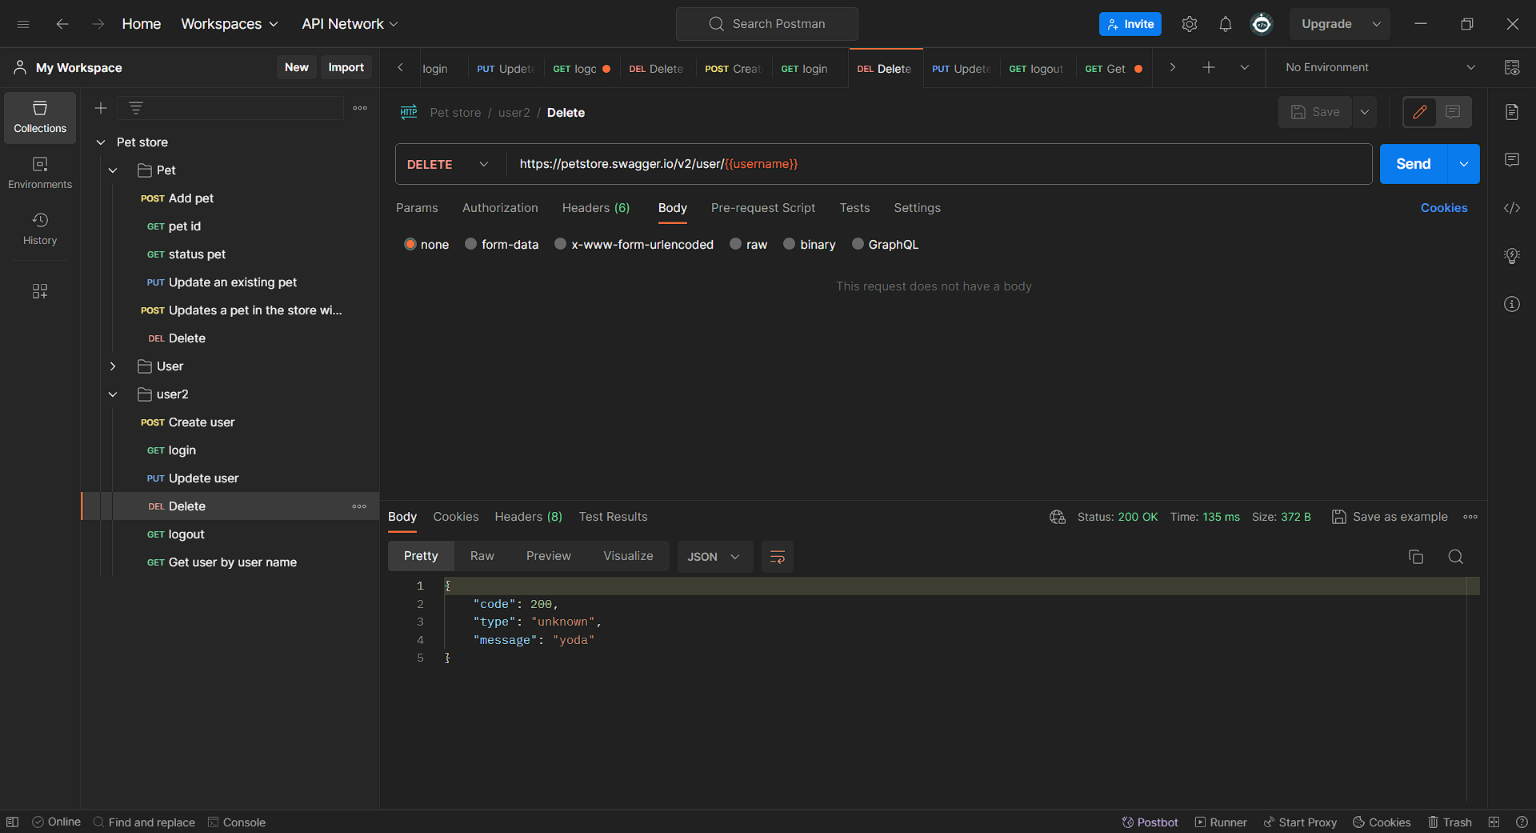 Home Workspaces API Network Search Postman Invite Upgrade
My Workspace New Import login PUT Update GET logo DEL Delete POST Creat GET login DEL Delete PUT Update GET logout GET Get No Environment
Collections
Environments
History
Pet store
Pet
POST Add pet
GET pet id
GET status pet
PUT Update an existing pet
POST Updates a pet in the store wi...
DEL Delete
User
user2
POST Create user
GET login
PUT Update user
DEL Delete
GET logout
GET Get user by user name
HTTP Pet store / user2 / Delete Save
DELETE https://petstore.swagger.io/v2/user/{{username}} Send
Params Authorization Headers (6) Body Pre-request Script Tests Settings Cookies
none form-data x-www-form-urlencoded raw binary GraphQL
This request does not have a body
Body Cookies Headers (8) Test Results Status: 200 OK Time: 135 ms Size: 372 B Save as example
Pretty Raw Preview Visualize JSON
1 {
2 "code": 200,
3 "type": "unknown",
4 "message": "yoda"
5 }
Online Find and replace Console Postbot Runner Start Proxy Cookies Trash